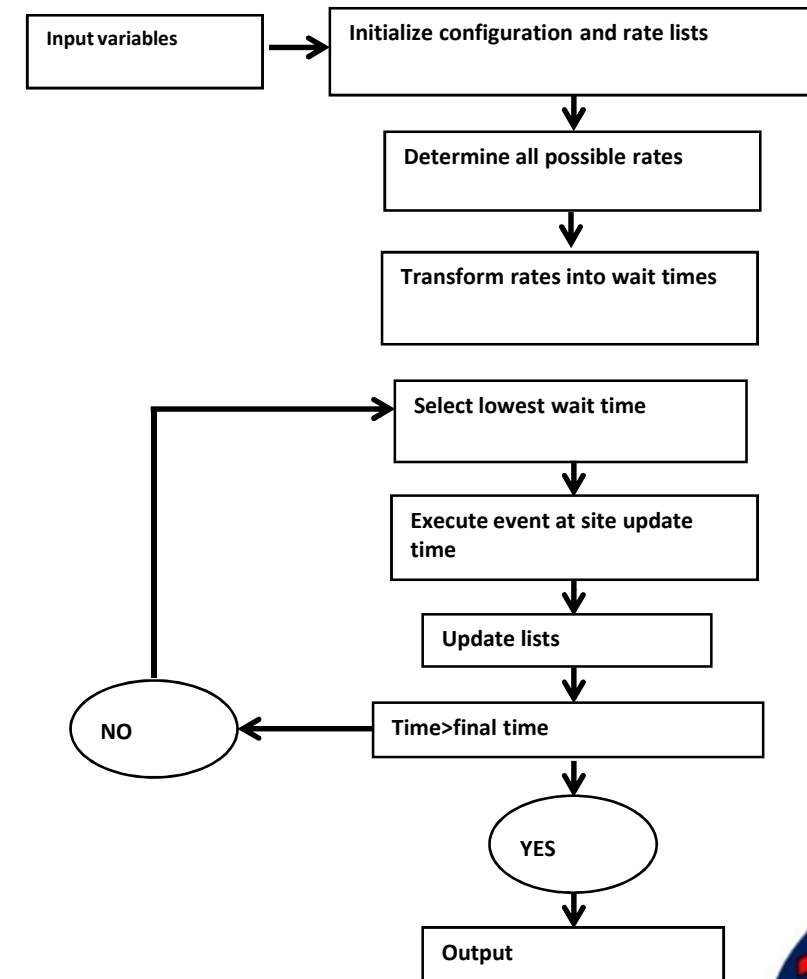 Input variables
Initialize configuration and rate lists
Determine all possible rates
Transform rates into wait times
Select lowest wait time
Execute event at site update
time
Update lists
Time>final time
NO
YES
Output